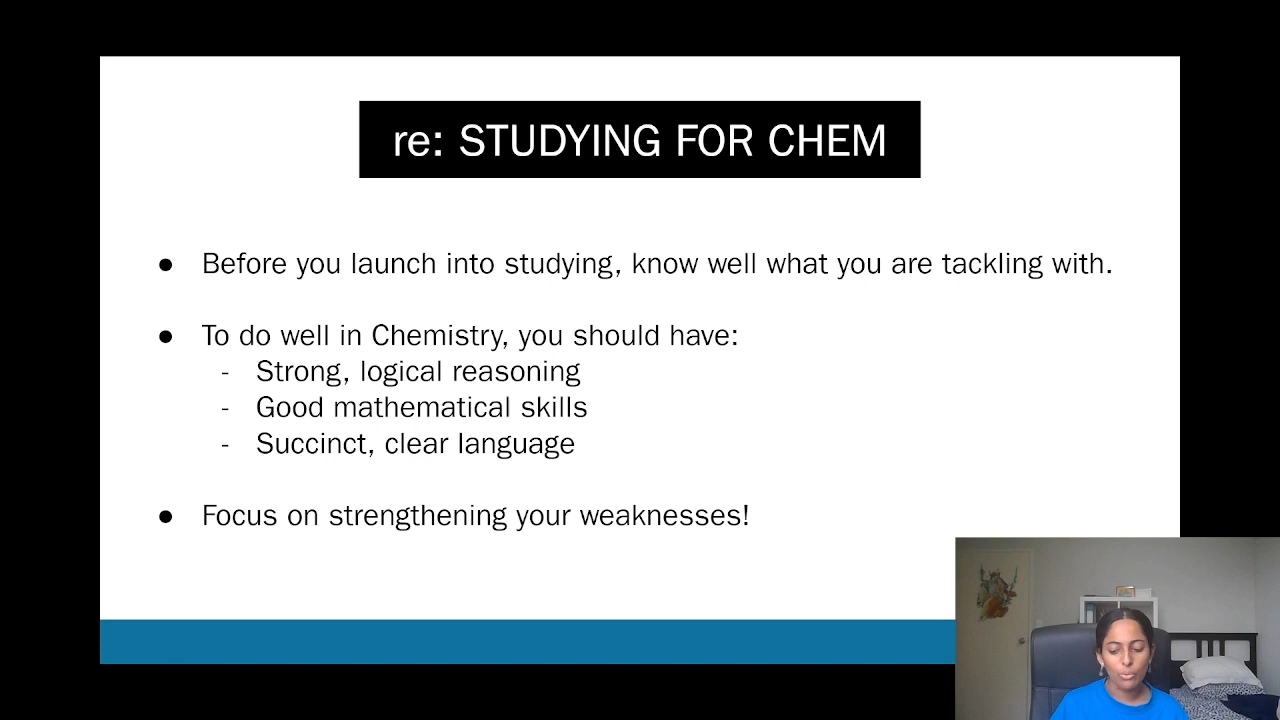 re: STUDYING FOR CHEM
● Before you launch into studying, know well what you are tackling with.
● To do well in Chemistry, you should have:
- Strong, logical reasoning
- Good mathematical skills
- Succinct, clear language
● Focus on strengthening your weaknesses!